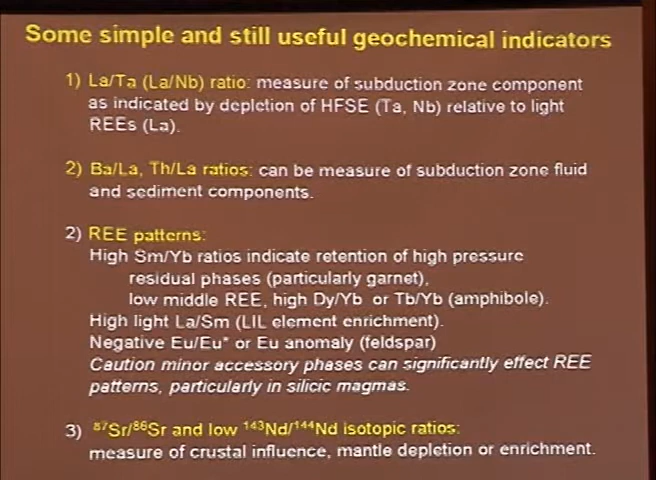 Some simple and still useful geochemical indicators
1) La/Ta (La/Nb) ratio: measure of subduction zone component
as indicated by depletion of HFSE (Ta, Nb) relative to light
REEs (La).
2) Ba/La, Th/La ratios: can be measure of subduction zone fluid
and sediment components.
2) REE patterns:
High Sm/Yb ratios indicate retention of high pressure
residual phases (particularly garnet),
low middle REE, high Dy/Yb or Tb/Yb (amphibole).
High light La/Sm (LIL element enrichment).
Negative Eu/Eu* or Eu anomaly (feldspar)
Caution minor accessory phases can significantly effect REE
patterns, particularly in silicic magmas.
3) ⁸⁷Sr/⁸⁶Sr and low ¹⁴³Nd/¹⁴⁴Nd isotopic ratios:
measure of crustal influence, mantle depletion or enrichment.